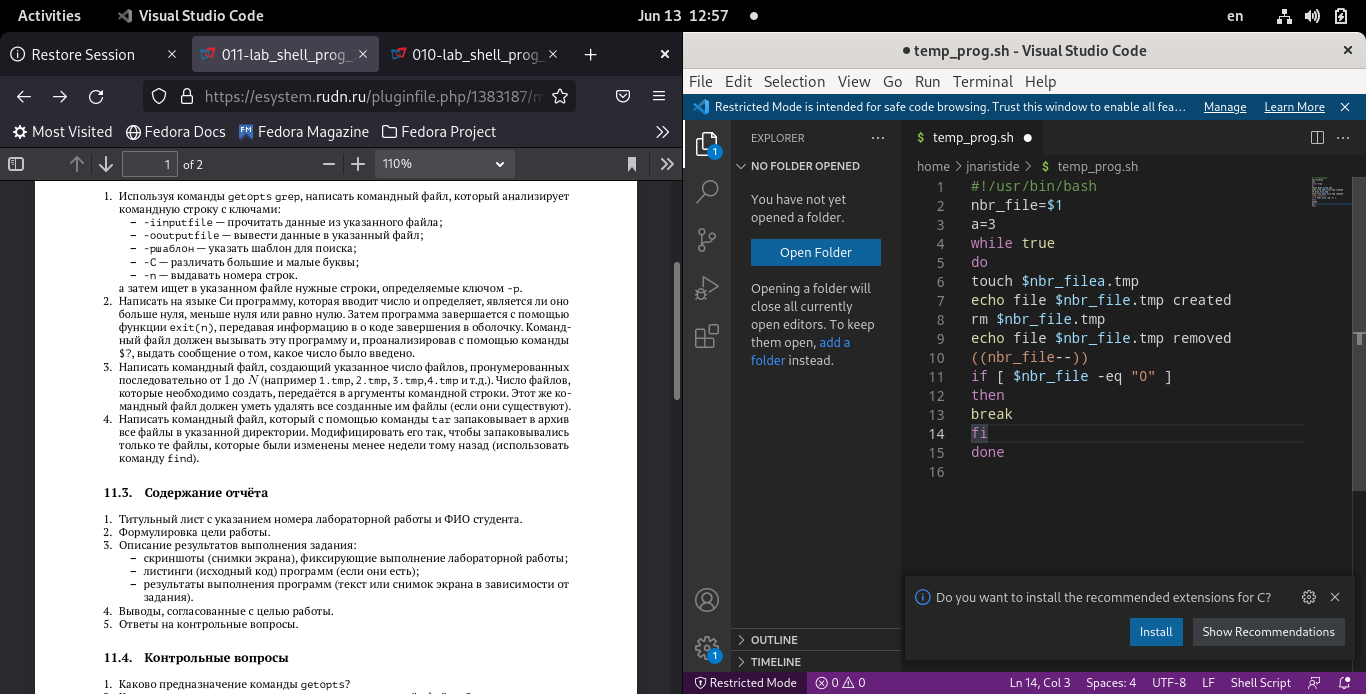 Activities
Visual Studio Code
Jun 13 12:57
en
Restore Session
011-lab_shell_prog_
010-lab_shell_prog_
https://esystem.rudn.ru/pluginfile.php/1383187/m
Most Visited
Fedora Docs
Fedora Magazine
Fedora Project
1
of 2
110%
1. Используя команды getopts grep, написать командный файл, который анализирует
командную строку с ключами:
– -iinputfile — прочитать данные из указанного файла;
– -ooutputfile — вывести данные в указанный файл;
– -pшаблон — указать шаблон для поиска;
– -C — различать большие и малые буквы;
– -n — выдавать номера строк.
а затем ищет в указанном файле нужные строки, определяемые ключом -p.
2. Написать на языке Си программу, которая вводит число и определяет, является ли оно
больше нуля, меньше нуля или равно нулю. Затем программа завершается с помощью
функции exit(n), передавая информацию в о коде завершения в оболочку. Команд-
ный файл должен вызывать эту программу и, проанализировав с помощью команды
$?, выдать сообщение о том, какое число было введено.
3. Написать командный файл, создающий указанное число файлов, пронумерованных
последовательно от 1 до N (например 1.tmp, 2.tmp, 3.tmp,4.tmp и т.д.). Число файлов,
которые необходимо создать, передаётся в аргументы командной строки. Этот же ко-
мандный файл должен уметь удалять все созданные им файлы (если они существуют).
4. Написать командный файл, который с помощью команды tar запаковывает в архив
все файлы в указанной директории. Модифицировать его так, чтобы запаковывались
только те файлы, которые были изменены менее недели тому назад (использовать
команду find).
11.3. Содержание отчёта
1. Титульный лист с указанием номера лабораторной работы и ФИО студента.
2. Формулировка цели работы.
3. Описание результатов выполнения задания:
– скриншоты (снимки экрана), фиксирующие выполнение лабораторной работы;
– листинги (исходный код) программ (если они есть);
– результаты выполнения программ (текст или снимок экрана в зависимости от
задания).
4. Выводы, согласованные с целью работы.
5. Ответы на контрольные вопросы.
11.4. Контрольные вопросы
1. Каково предназначение команды getopts?
temp_prog.sh - Visual Studio Code
File Edit Selection View Go Run Terminal Help
Restricted Mode is intended for safe code browsing. Trust this window to enable all fea...
Manage
Learn More
1
EXPLORER
NO FOLDER OPENED
You have not yet
opened a folder.
Open Folder
Opening a folder will
close all currently
open editors. To keep
them open, add a
folder instead.
OUTLINE
TIMELINE
1
$ temp_prog.sh
home > jnaristide > $ temp_prog.sh
1 #!/usr/bin/bash
2 nbr_file=$1
3 a=3
4 while true
5 do
6 touch $nbr_filea.tmp
7 echo file $nbr_file.tmp created
8 rm $nbr_file.tmp
9 echo file $nbr_file.tmp removed
10 ((nbr_file--))
11 if [ $nbr_file -eq "0" ]
12 then
13 break
14 fi
15 done
16
Do you want to install the recommended extensions for C?
Install
Show Recommendations
Restricted Mode
0
0
Ln 14, Col 3
Spaces: 4
UTF-8
LF
Shell Script